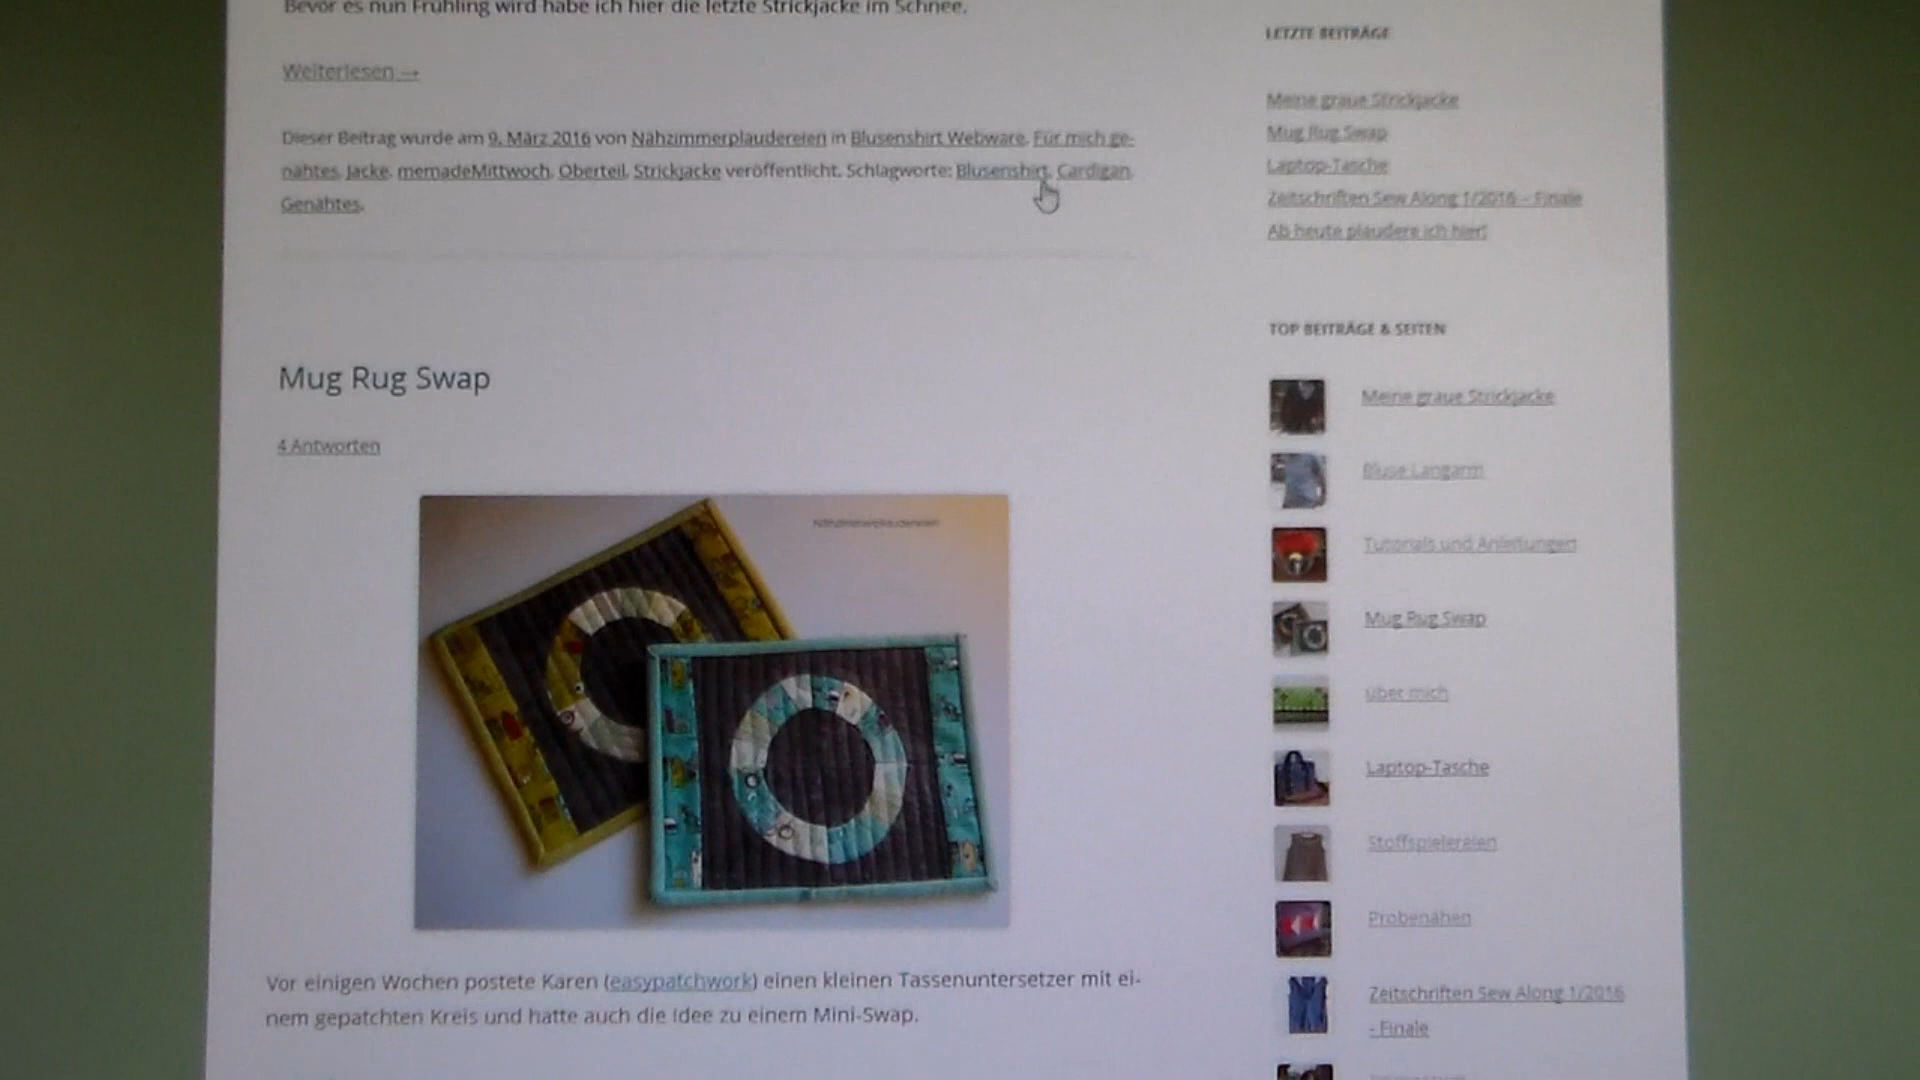 Bevor es nun Frühling wird habe ich hier die letzte Strickjacke im Schnee.
Weiterlesen →
Dieser Beitrag wurde am 9. März 2016 von Nähzimmerplaudereien in Blusenshirt Webware, Für mich ge-
nähtes, Jacke, memadeMittwoch, Oberteil, Strickjacke veröffentlicht. Schlagworte: Blusenshirt, Cardigan,
Genähtes.
Mug Rug Swap
4 Antworten
Nähzimmerplaudereien
Vor einigen Wochen postete Karen (easypatchwork) einen kleinen Tassenuntersetzer mit ei-
nem gepatchten Kreis und hatte auch die Idee zu einem Mini-Swap.
LETZTE BEITRÄGE
Meine graue Strickjacke
Mug Rug Swap
Laptop-Tasche
Zeitschriften Sew Along 1/2016 – Finale
Ab heute plaudere ich hier!
TOP BEITRÄGE & SEITEN
Meine graue Strickjacke
Bluse Langarm
Tutorials und Anleitungen
Mug Rug Swap
über mich
Laptop-Tasche
Stoffspielereien
Probenähen
Zeitschriften Sew Along 1/2016
- Finale